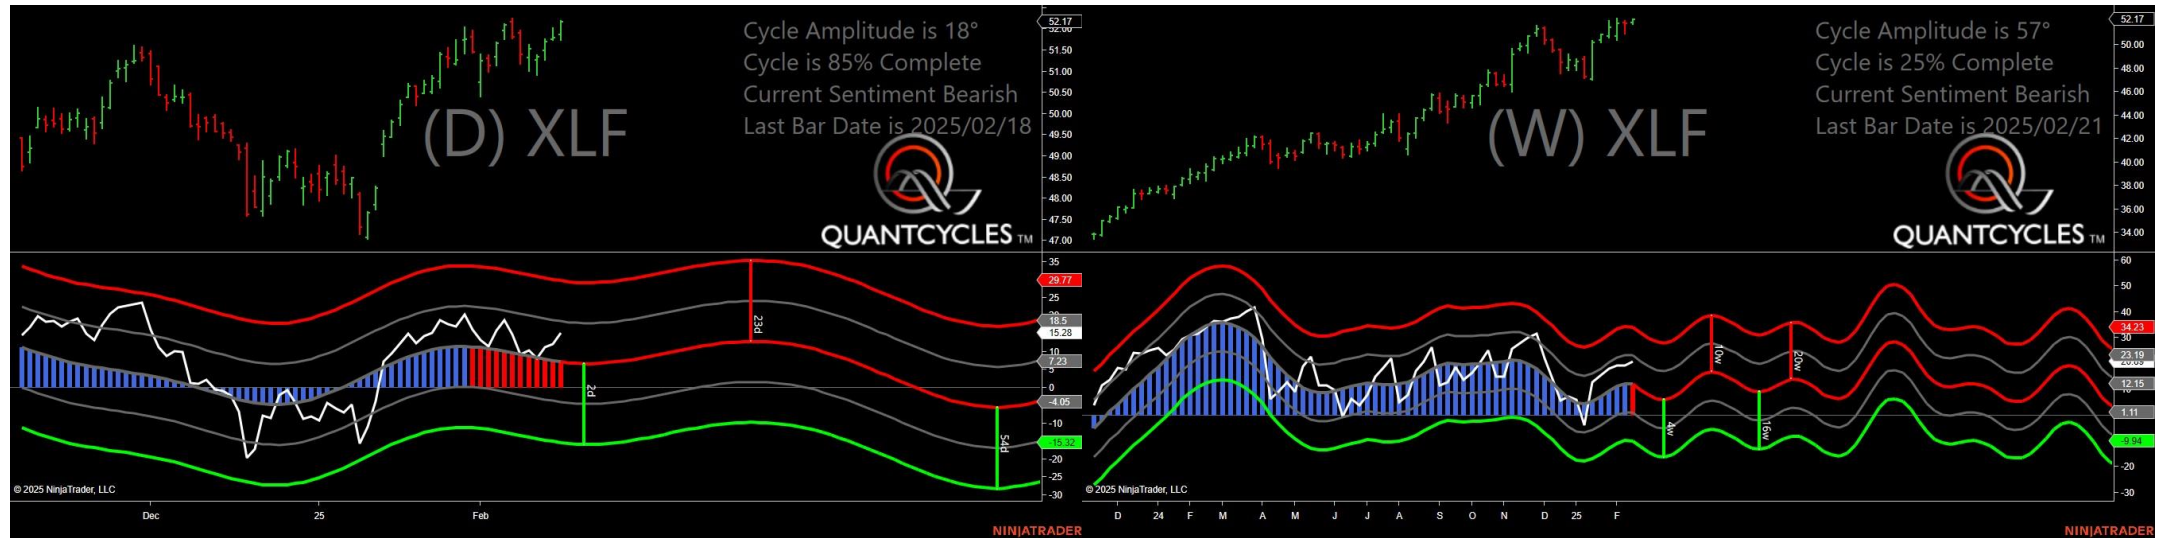 Cycle Amplitude is 18°
Cycle is 85% Complete
Current Sentiment Bearish
Last Bar Date is 2025/02/18
(D) XLF
QUANTCYCLES TM
52.17
52.00
51.50
51.00
50.50
50.00
49.50
49.00
48.50
48.00
47.50
47.00
35
29.77
25
18.5
15.28
10
7.23
5
0
-4.05
-10
-15.32
-20
-25
-30
23d
2d
54d
© 2025 NinjaTrader, LLC
Dec
25
Feb
NINJATRADER
Cycle Amplitude is 57°
Cycle is 25% Complete
Current Sentiment Bearish
Last Bar Date is 2025/02/21
(W) XLF
QUANTCYCLES TM
52.17
50.00
48.00
46.00
44.00
42.00
40.00
38.00
36.00
34.00
60
50
40
34.23
30
23.19
12.15
1.11
-9.94
-20
-30
10w
20w
4w
16w
© 2025 NinjaTrader, LLC
D 24 F M A M J J A S O N D 25 F
NINJATRADER